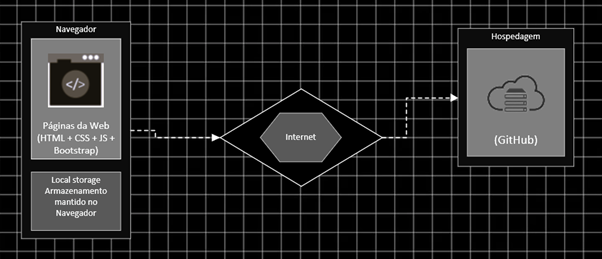 Navegador
</>
Páginas da Web
(HTML + CSS + JS +
Bootstrap)
Local storage
Armazenamento
mantido no
Navegador
Internet
Hospedagem
(GitHub)